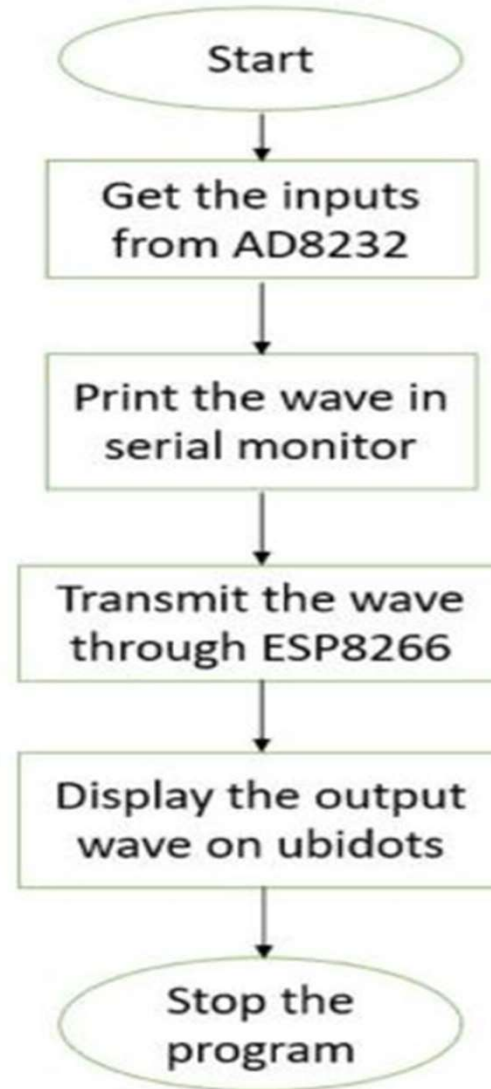 Start
Get the inputs
from AD8232
Print the wave in
serial monitor
Transmit the wave
through ESP8266
Display the output
wave on ubidots
Stop the
program